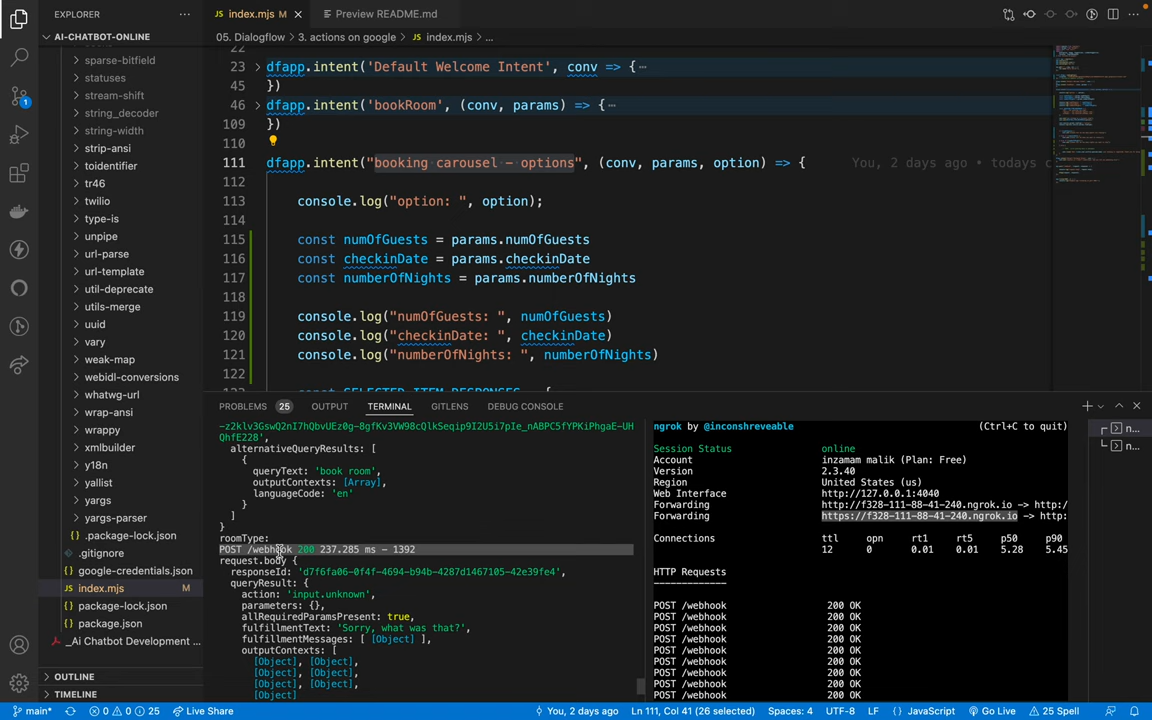 EXPLORER
index.mjs M
Preview README.md
AI-CHATBOT-ONLINE
05. Dialogflow > 3. actions on google > index.mjs > ...
sparse-bitfield
statuses
stream-shift
string_decoder
string-width
strip-ansi
toidentifier
tr46
twilio
type-is
unpipe
url-parse
url-template
util-deprecate
utils-merge
uuid
vary
weak-map
webidl-conversions
whatwg-url
wrap-ansi
wrappy
xmlbuilder
y18n
yallist
yargs
yargs-parser
.package-lock.json
.gitignore
google-credentials.json
index.mjs M
package-lock.json
package.json
_Ai Chatbot Development ...
OUTLINE
TIMELINE
22
23 dfapp.intent('Default Welcome Intent', conv => {
45 })
46 dfapp.intent('bookRoom', (conv, params) => {
109 })
110
111 dfapp.intent("booking carousel - options", (conv, params, option) => { You, 2 days ago • todays c
112
113 console.log("option: ", option);
114
115 const numOfGuests = params.numOfGuests
116 const checkinDate = params.checkinDate
117 const numberOfNights = params.numberOfNights
118
119 console.log("numOfGuests: ", numOfGuests)
120 console.log("checkinDate: ", checkinDate)
121 console.log("numberOfNights: ", numberOfNights)
122
const SELECTED_ITEM_RESPONSES = {
PROBLEMS 25 OUTPUT TERMINAL GITLENS DEBUG CONSOLE
-z2klv3GswQ2nI7hQbvUEz0g-8gfKv3VW98cQlkSeqip9I2U5i7pIe_nABPC5fYPKiPhgaE-UH
QhfE228',
alternativeQueryResults: [
{
queryText: 'book room',
outputContexts: [Array],
languageCode: 'en'
}
]
}
roomType:
POST /webhook 200 237.285 ms - 1392
request.body {
responseId: 'd7f6fa06-0f4f-4694-b94b-4287d1467105-42e39fe4',
queryResult: {
action: 'input.unknown',
parameters: {},
allRequiredParamsPresent: true,
fulfillmentText: 'Sorry, what was that?',
fulfillmentMessages: [ [Object] ],
outputContexts: [
[Object], [Object],
[Object], [Object],
[Object], [Object],
[Object]
ngrok by @inconshreveable (Ctrl+C to quit)
Session Status online
Account inzamam malik (Plan: Free)
Version 2.3.40
Region United States (us)
Web Interface http://127.0.0.1:4040
Forwarding http://f328-111-88-41-240.ngrok.io -> http:/
Forwarding https://f328-111-88-41-240.ngrok.io -> http:
Connections ttl opn rt1 rt5 p50 p90
12 0 0.01 0.01 5.28 5.45
HTTP Requests
-------------
POST /webhook 200 OK
POST /webhook 200 OK
POST /webhook 200 OK
POST /webhook 200 OK
POST /webhook 200 OK
POST /webhook 200 OK
POST /webhook 200 OK
POST /webhook 200 OK
POST /webhook 200 OK
n...
n...
1
main* 0 0 25 Live Share You, 2 days ago Ln 111, Col 41 (26 selected) Spaces: 4 UTF-8 LF JavaScript Go Live 25 Spell